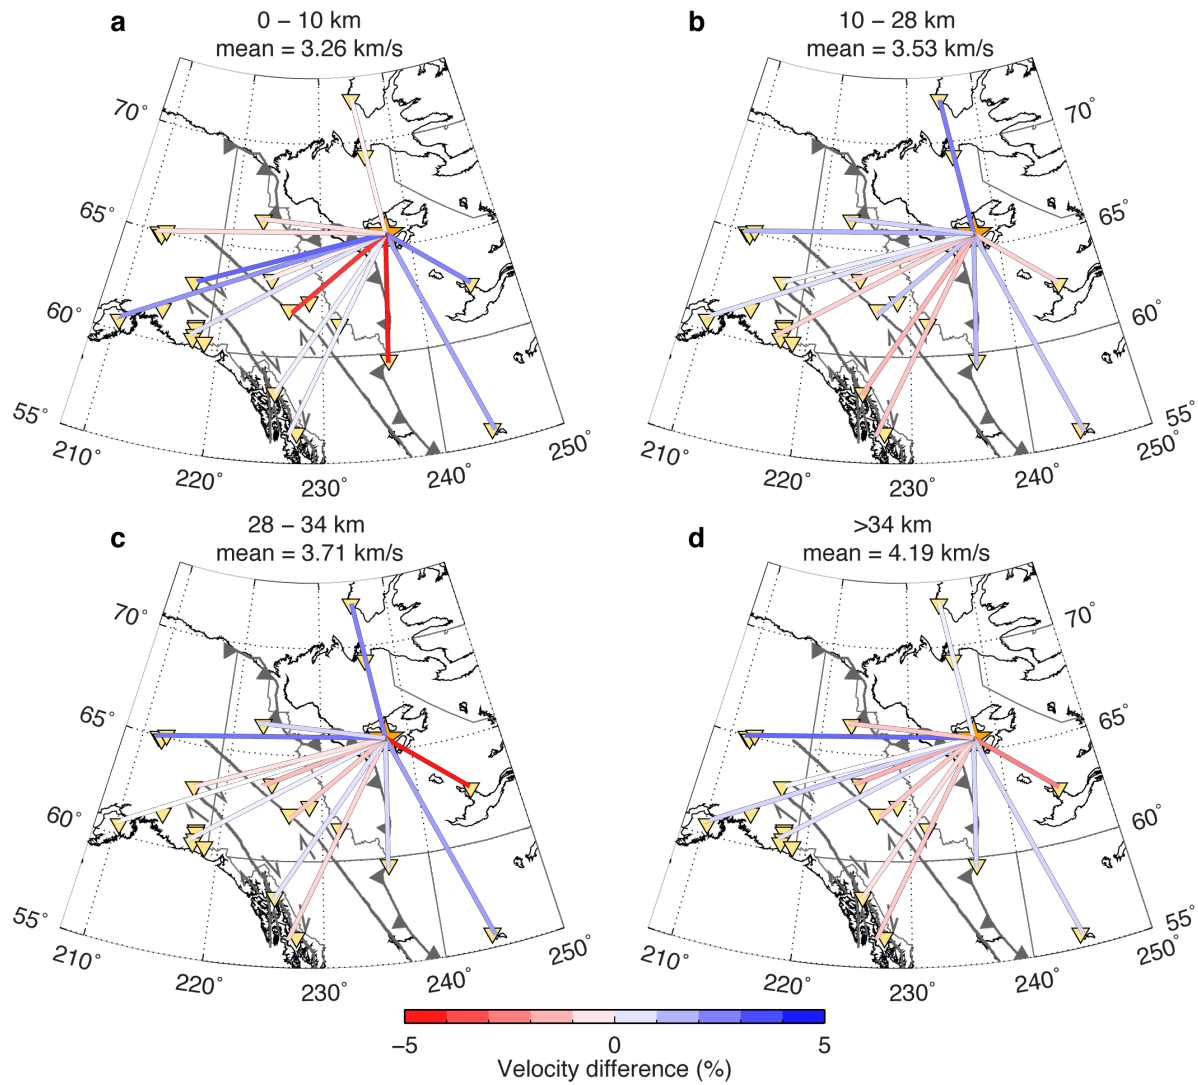 a
0 – 10 km
mean = 3.26 km/s
70°
65°
60°
55°
210°
220°
230°
240°
250°
b
10 – 28 km
mean = 3.53 km/s
70°
65°
60°
55°
210°
220°
230°
240°
250°
c
28 – 34 km
mean = 3.71 km/s
70°
65°
60°
55°
210°
220°
230°
240°
250°
d
>34 km
mean = 4.19 km/s
70°
65°
60°
55°
210°
220°
230°
240°
250°
−5 0 5
Velocity difference (%)